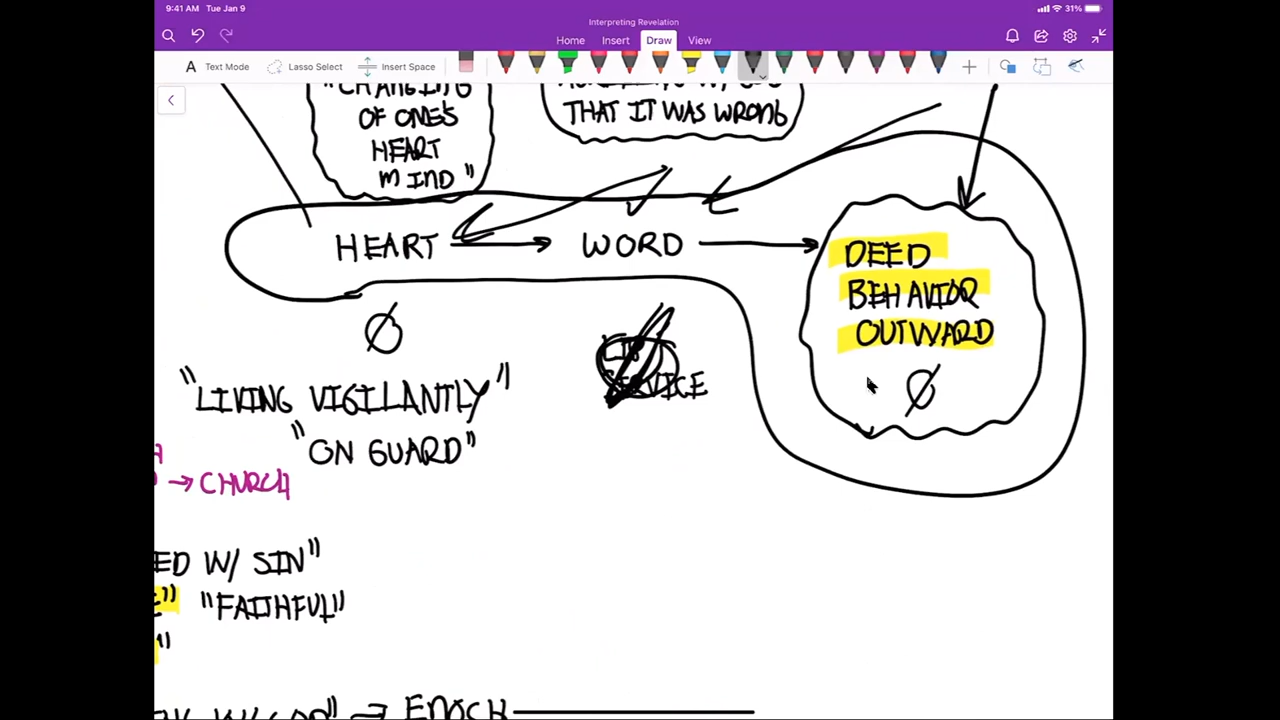 9:41 AM Tue Jan 9
31%
Interpreting Revelation
Home Insert Draw View
Text Mode Lasso Select Insert Space
"CHANGING
OF ONE'S
HEART
MIND"
THAT IT WAS WRONG
HEART → WORD → DEED
BEHAVIOR
OUTWARD
Ø
Ø
SERVICE
"LIVING VIGILANTLY"
"ON GUARD"
→ CHURCH
W/ SIN"
"FAITHFUL"
→ ENOCH